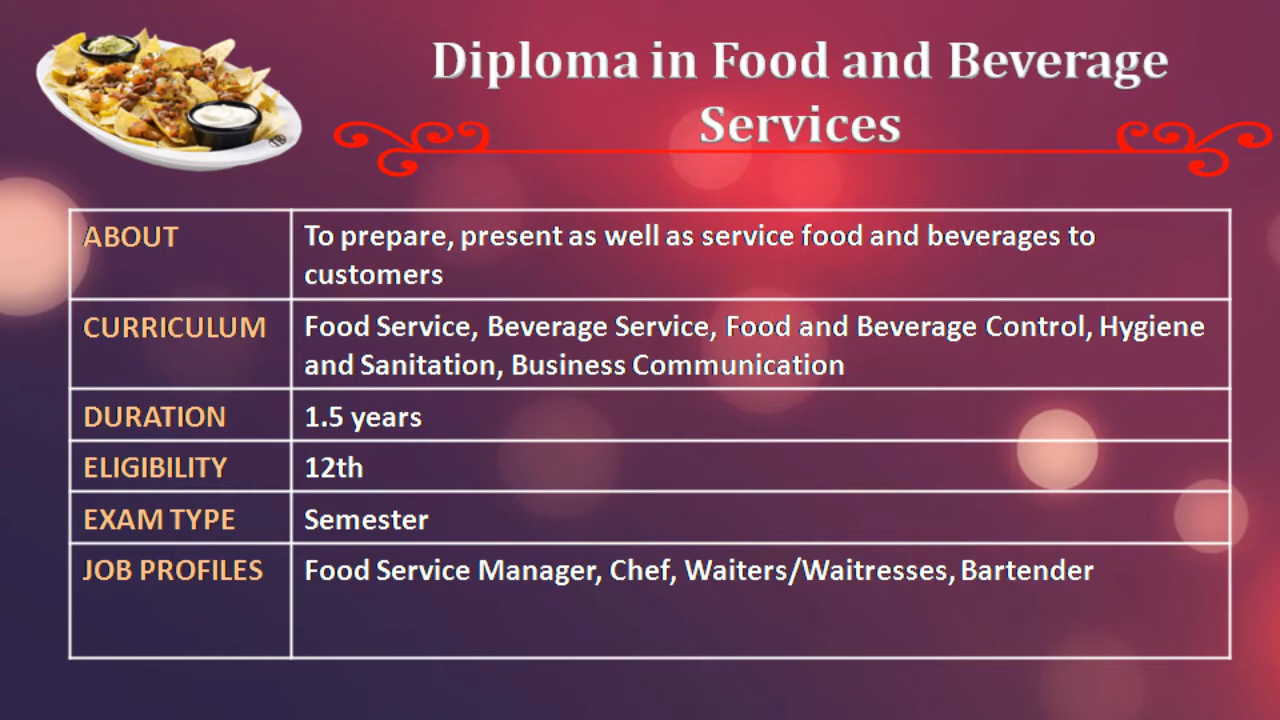 Diploma in Food and Beverage
Services
ABOUT
To prepare, present as well as service food and beverages to
customers
CURRICULUM
Food Service, Beverage Service, Food and Beverage Control, Hygiene
and Sanitation, Business Communication
DURATION
1.5 years
ELIGIBILITY
12th
EXAM TYPE
Semester
JOB PROFILES
Food Service Manager, Chef, Waiters/Waitresses, Bartender